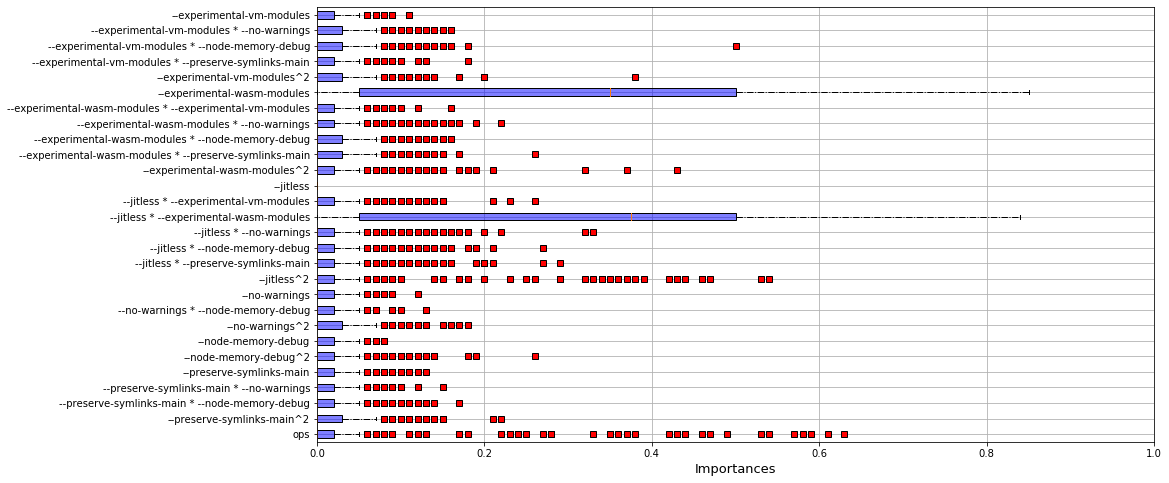 −experimental-vm-modules
--experimental-vm-modules * --no-warnings
--experimental-vm-modules * --node-memory-debug
--experimental-vm-modules * --preserve-symlinks-main
−experimental-vm-modules^2
−experimental-wasm-modules
--experimental-wasm-modules * --experimental-vm-modules
--experimental-wasm-modules * --no-warnings
--experimental-wasm-modules * --node-memory-debug
--experimental-wasm-modules * --preserve-symlinks-main
−experimental-wasm-modules^2
−jitless
--jitless * --experimental-vm-modules
--jitless * --experimental-wasm-modules
--jitless * --no-warnings
--jitless * --node-memory-debug
--jitless * --preserve-symlinks-main
−jitless^2
−no-warnings
--no-warnings * --node-memory-debug
−no-warnings^2
−node-memory-debug
−node-memory-debug^2
−preserve-symlinks-main
--preserve-symlinks-main * --no-warnings
--preserve-symlinks-main * --node-memory-debug
−preserve-symlinks-main^2
ops
0.0 0.2 0.4 0.6 0.8 1.0
Importances